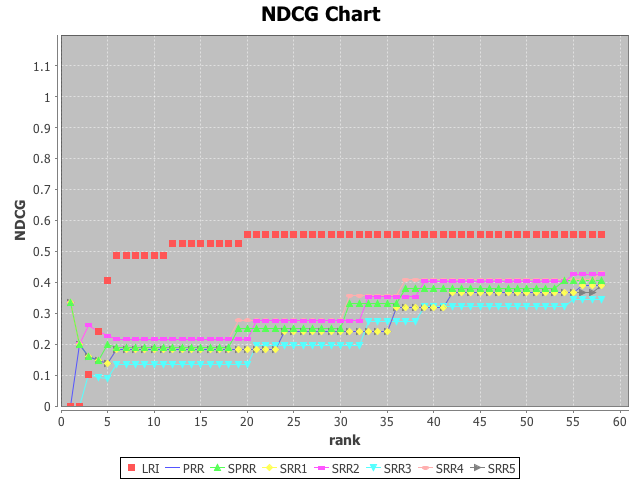 NDCG Chart
1.1
1
0.9
0.8
0.7
0.6
0.5
0.4
0.3
0.2
0.1
0
NDCG
0 5 10 15 20 25 30 35 40 45 50 55 60
rank
LRI PRR SPRR SRR1 SRR2 SRR3 SRR4 SRR5